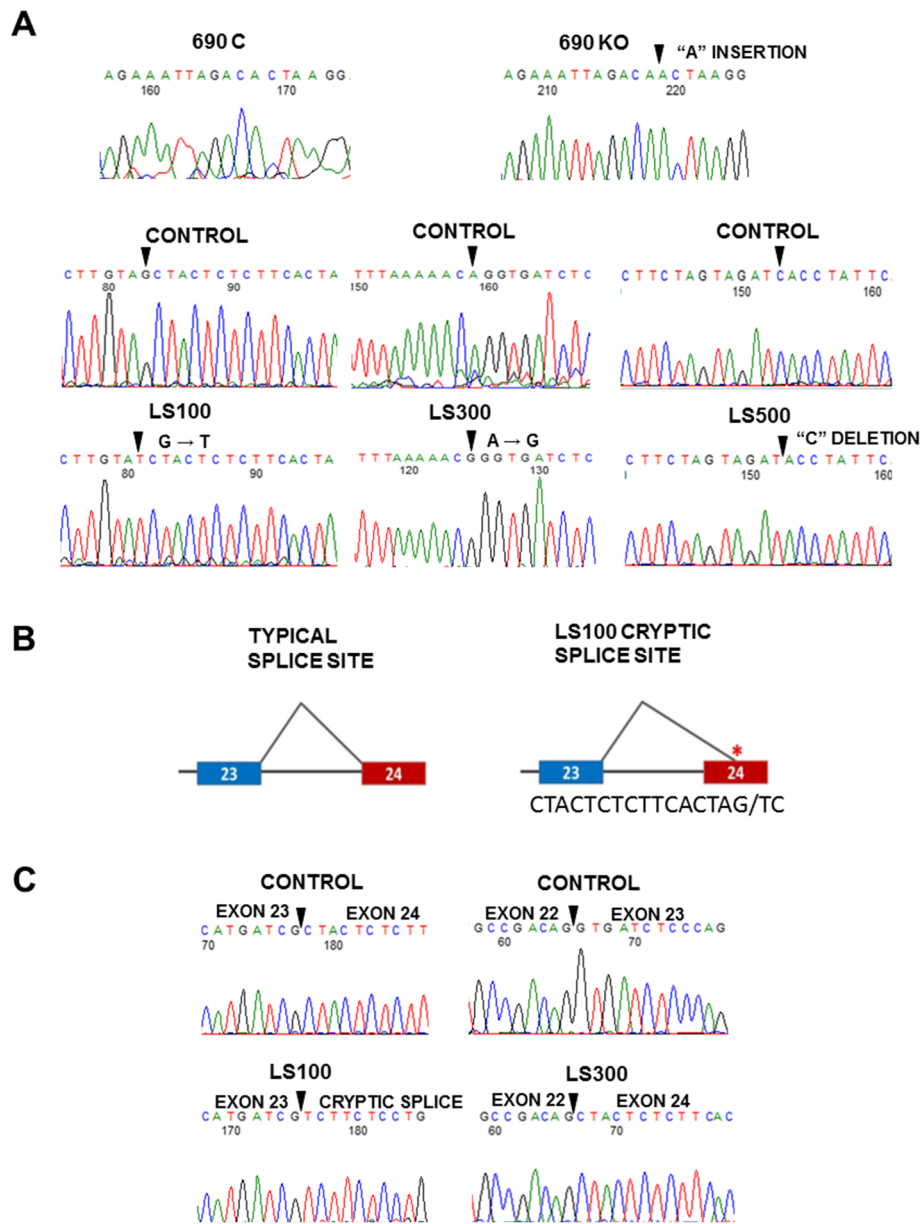 A
690 C
690 KO
"A" INSERTION
AGAAATTAGACACTAAGG
160 170
AGAAATTAGACAACTAAGG
210 220
CONTROL
CONTROL
CONTROL
CTTGTAGCTACTCTCTTCACTA
80 90
TTTAAAAACAGGTGATCTC
150 160
CTTCTAGTAGATCACCTATTC
150 160
LS100
LS300
LS500
G → T
A → G
"C" DELETION
CTTGTATCTACTCTCTTCACTA
80 90
TTTAAAAACGGGTGATCTC
120 130
CTTCTAGTAGATACCTATTC
150 160
B
TYPICAL
SPLICE SITE
LS100 CRYPTIC
SPLICE SITE
*
23 24
23 24
CTACTCTCTTCACTAG/TC
C
CONTROL
CONTROL
EXON 23 EXON 24
EXON 22 EXON 23
CATGATCGCTACTCTCTT
70 180
GCCGACAGGTGATCTCCCAG
60 70
LS100
LS300
EXON 23 CRYPTIC SPLICE
EXON 22 EXON 24
CATGATCGTCTTCTCCTG
170 180
GCCGACAGCTACTCTCTTCAC
60 70